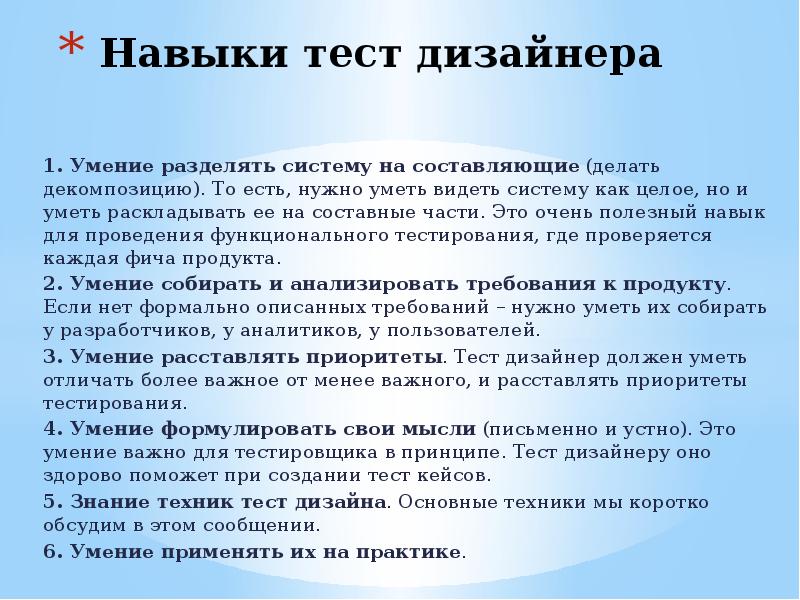 * Навыки тест дизайнера
1. Умение разделять систему на составляющие (делать
декомпозицию). То есть, нужно уметь видеть систему как целое, но и
уметь раскладывать ее на составные части. Это очень полезный навык
для проведения функционального тестирования, где проверяется
каждая фича продукта.
2. Умение собирать и анализировать требования к продукту.
Если нет формально описанных требований – нужно уметь их собирать
у разработчиков, у аналитиков, у пользователей.
3. Умение расставлять приоритеты. Тест дизайнер должен уметь
отличать более важное от менее важного, и расставлять приоритеты
тестирования.
4. Умение формулировать свои мысли (письменно и устно). Это
умение важно для тестировщика в принципе. Тест дизайнеру оно
здорово поможет при создании тест кейсов.
5. Знание техник тест дизайна. Основные техники мы коротко
обсудим в этом сообщении.
6. Умение применять их на практике.